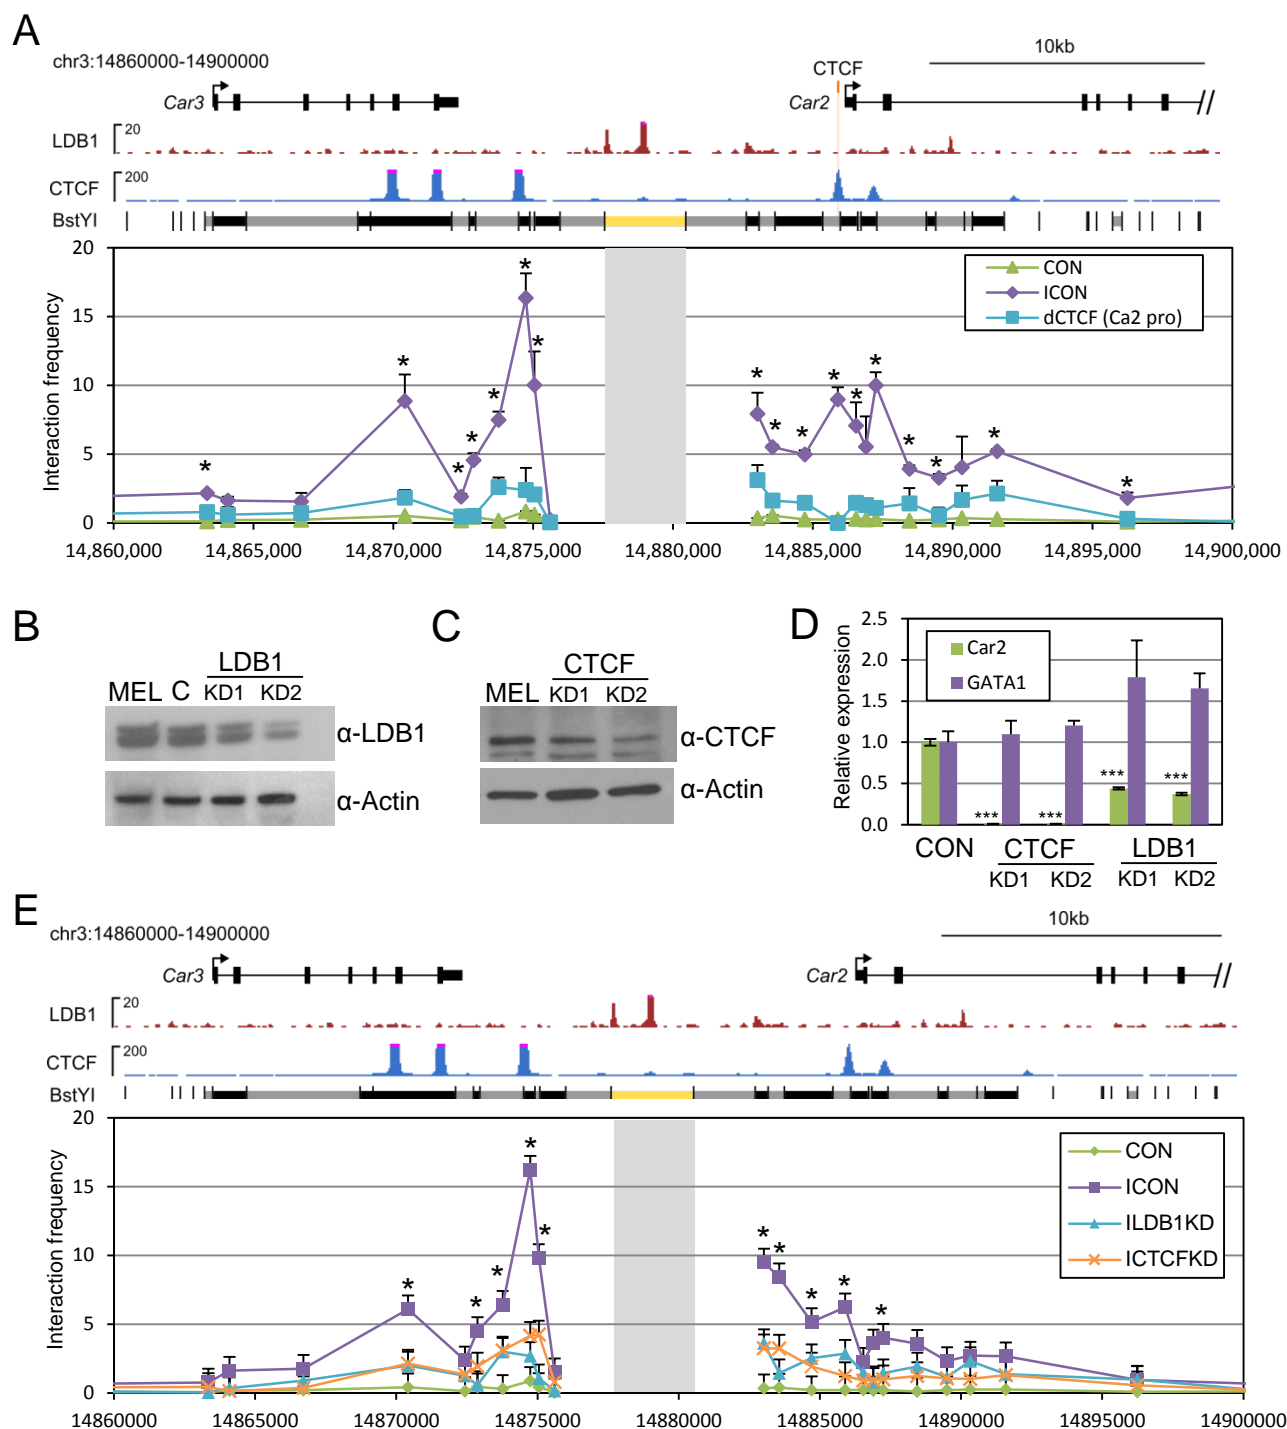 A
chr3:14860000-14900000
10kb
CTCF
Car3
Car2
LDB1
20
CTCF
200
BstYI
Interaction frequency
20
15
10
5
0
CON
ICON
dCTCF (Ca2 pro)
* * * * * * * * * * * * * * * * * *
14,860,000 14,865,000 14,870,000 14,875,000 14,880,000 14,885,000 14,890,000 14,895,000 14,900,000
B
LDB1
MEL C KD1 KD2
α-LDB1
α-Actin
C
CTCF
MEL KD1 KD2
α-CTCF
α-Actin
D
Relative expression
2.5
2.0
1.5
1.0
0.5
0.0
Car2
GATA1
*** *** *** ***
CON CTCF LDB1
KD1 KD2 KD1 KD2
E
chr3:14860000-14900000
10kb
Car3
Car2
LDB1
20
CTCF
200
BstYI
Interaction frequency
20
15
10
5
0
CON
ICON
ILDB1KD
ICTCFKD
* * * * * * * * * *
14860000 14865000 14870000 14875000 14880000 14885000 14890000 14895000 14900000